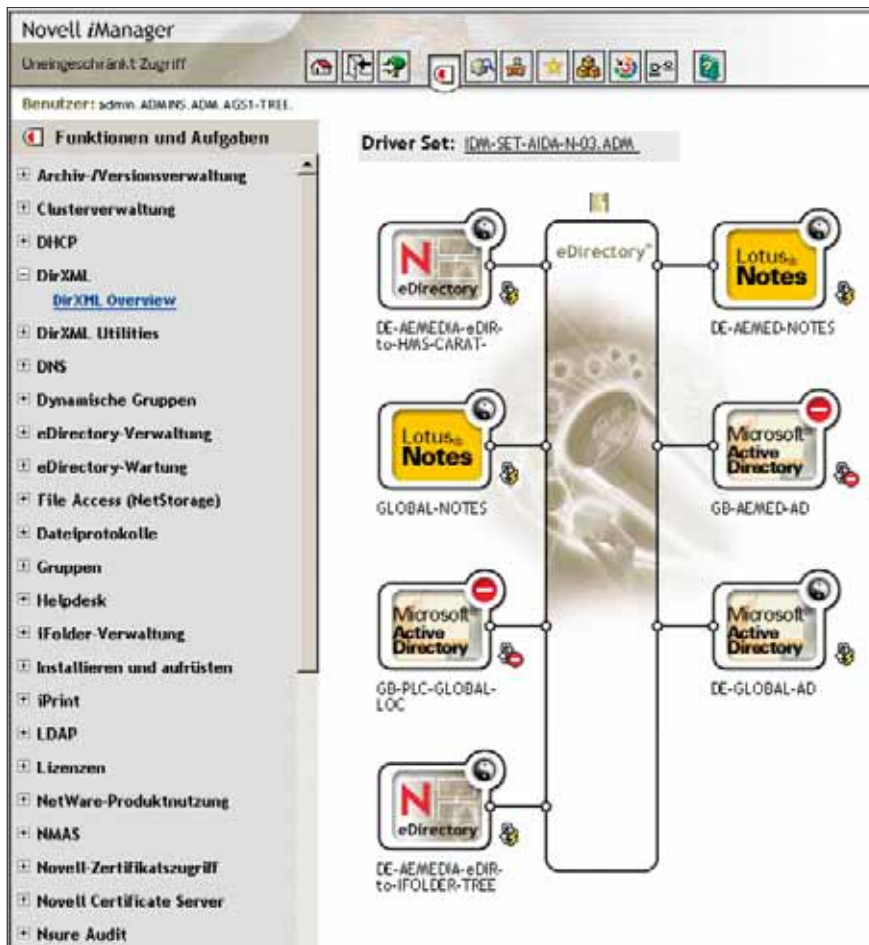 Novell iManager
Uneingeschränkt Zugriff
Benutzer: admin.ADMINS.ADM.AGS1-TREE.
Funktionen und Aufgaben
Archiv-/Versionsverwaltung
Clusterverwaltung
DHCP
DirXML
DirXML Overview
DirXML Utilities
DNS
Dynamische Gruppen
eDirectory-Verwaltung
eDirectory-Wartung
File Access (NetStorage)
Dateiprotokolle
Gruppen
Helpdesk
iFolder-Verwaltung
Installieren und aufrüsten
iPrint
LDAP
Lizenzen
NetWare-Produktnutzung
NMAS
Novell-Zertifikatszugriff
Novell Certificate Server
Nsure Audit
Driver Set: IDM-SET-AIDA-N-03.ADM
eDirectory™
N
eDirectory
DE-AEMEDIA-eDIR-
to-HMS-CARAT-
Lotus®
Notes
DE-AEMED-NOTES
Lotus®
Notes
GLOBAL-NOTES
Microsoft®
Active
Directory
GB-AEMED-AD
Microsoft®
Active
Directory
GB-PLC-GLOBAL-
LOC
Microsoft®
Active
Directory
DE-GLOBAL-AD
N
eDirectory
DE-AEMEDIA-eDIR-
to-IFOLDER-TREE